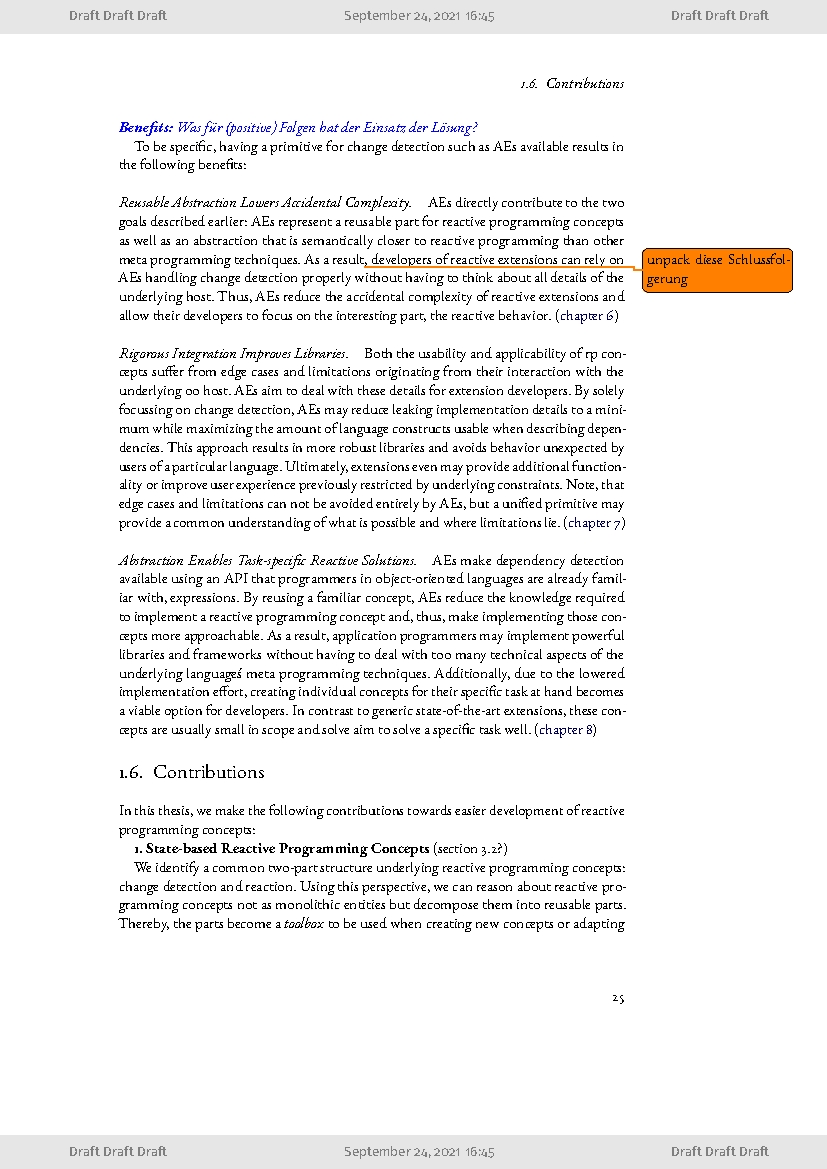 Draft Draft Draft September 24, 2021 16:45 Draft Draft Draft
1.6. Contributions
Benefits: Was für (positive) Folgen hat der Einsatz der Lösung?
To be specific, having a primitive for change detection such as AEs available results in
the following benefits:
Reusable Abstraction Lowers Accidental Complexity. AEs directly contribute to the two
goals described earlier: AEs represent a reusable part for reactive programming concepts
as well as an abstraction that is semantically closer to reactive programming than other
meta programming techniques. As a result, developers of reactive extensions can rely on
AEs handling change detection properly without having to think about all details of the
underlying host. Thus, AEs reduce the accidental complexity of reactive extensions and
allow their developers to focus on the interesting part, the reactive behavior. (chapter 6)
unpack diese Schlussfol-
gerung
Rigorous Integration Improves Libraries. Both the usability and applicability of rp con-
cepts suffer from edge cases and limitations originating from their interaction with the
underlying oo host. AEs aim to deal with these details for extension developers. By solely
focussing on change detection, AEs may reduce leaking implementation details to a mini-
mum while maximizing the amount of language constructs usable when describing depen-
dencies. This approach results in more robust libraries and avoids behavior unexpected by
users of a particular language. Ultimately, extensions even may provide additional function-
ality or improve user experience previously restricted by underlying constraints. Note, that
edge cases and limitations can not be avoided entirely by AEs, but a unified primitive may
provide a common understanding of what is possible and where limitations lie. (chapter 7)
Abstraction Enables Task-specific Reactive Solutions. AEs make dependency detection
available using an API that programmers in object-oriented languages are already famil-
iar with, expressions. By reusing a familiar concept, AEs reduce the knowledge required
to implement a reactive programming concept and, thus, make implementing those con-
cepts more approachable. As a result, application programmers may implement powerful
libraries and frameworks without having to deal with too many technical aspects of the
underlying languageś meta programming techniques. Additionally, due to the lowered
implementation effort, creating individual concepts for their specific task at hand becomes
a viable option for developers. In contrast to generic state-of-the-art extensions, these con-
cepts are usually small in scope and solve aim to solve a specific task well. (chapter 8)
1.6. Contributions
In this thesis, we make the following contributions towards easier development of reactive
programming concepts:
1. State-based Reactive Programming Concepts (section 3.2?)
We identify a common two-part structure underlying reactive programming concepts:
change detection and reaction. Using this perspective, we can reason about reactive pro-
gramming concepts not as monolithic entities but decompose them into reusable parts.
Thereby, the parts become a toolbox to be used when creating new concepts or adapting
25
Draft Draft Draft September 24, 2021 16:45 Draft Draft Draft